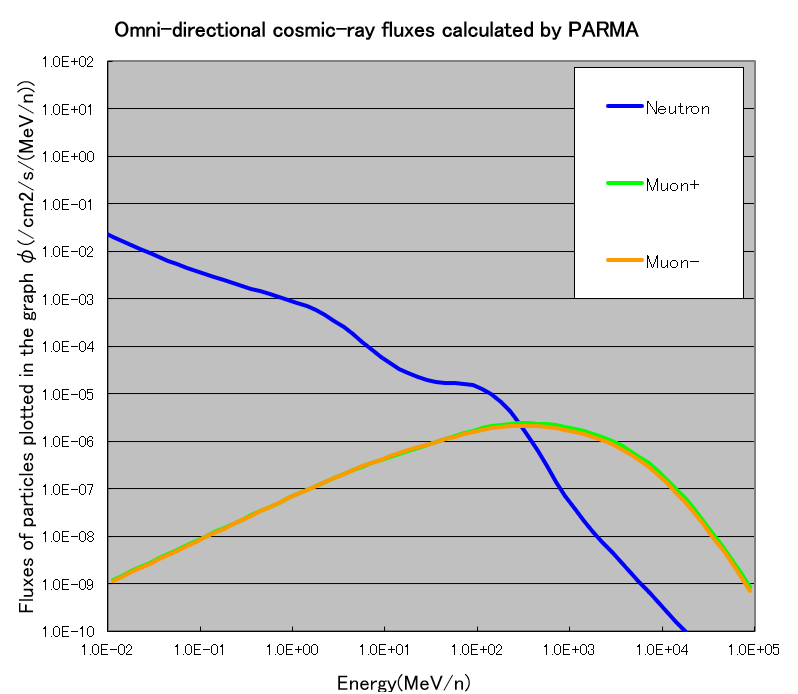 Omni-directional cosmic-ray fluxes calculated by PARMA
Fluxes of particles plotted in the graph ϕ(/cm2/s/(MeV/n))
1.0E+02
1.0E+01
1.0E+00
1.0E-01
1.0E-02
1.0E-03
1.0E-04
1.0E-05
1.0E-06
1.0E-07
1.0E-08
1.0E-09
1.0E-10
Neutron
Muon+
Muon-
1.0E-02 1.0E-01 1.0E+00 1.0E+01 1.0E+02 1.0E+03 1.0E+04 1.0E+05
Energy(MeV/n)